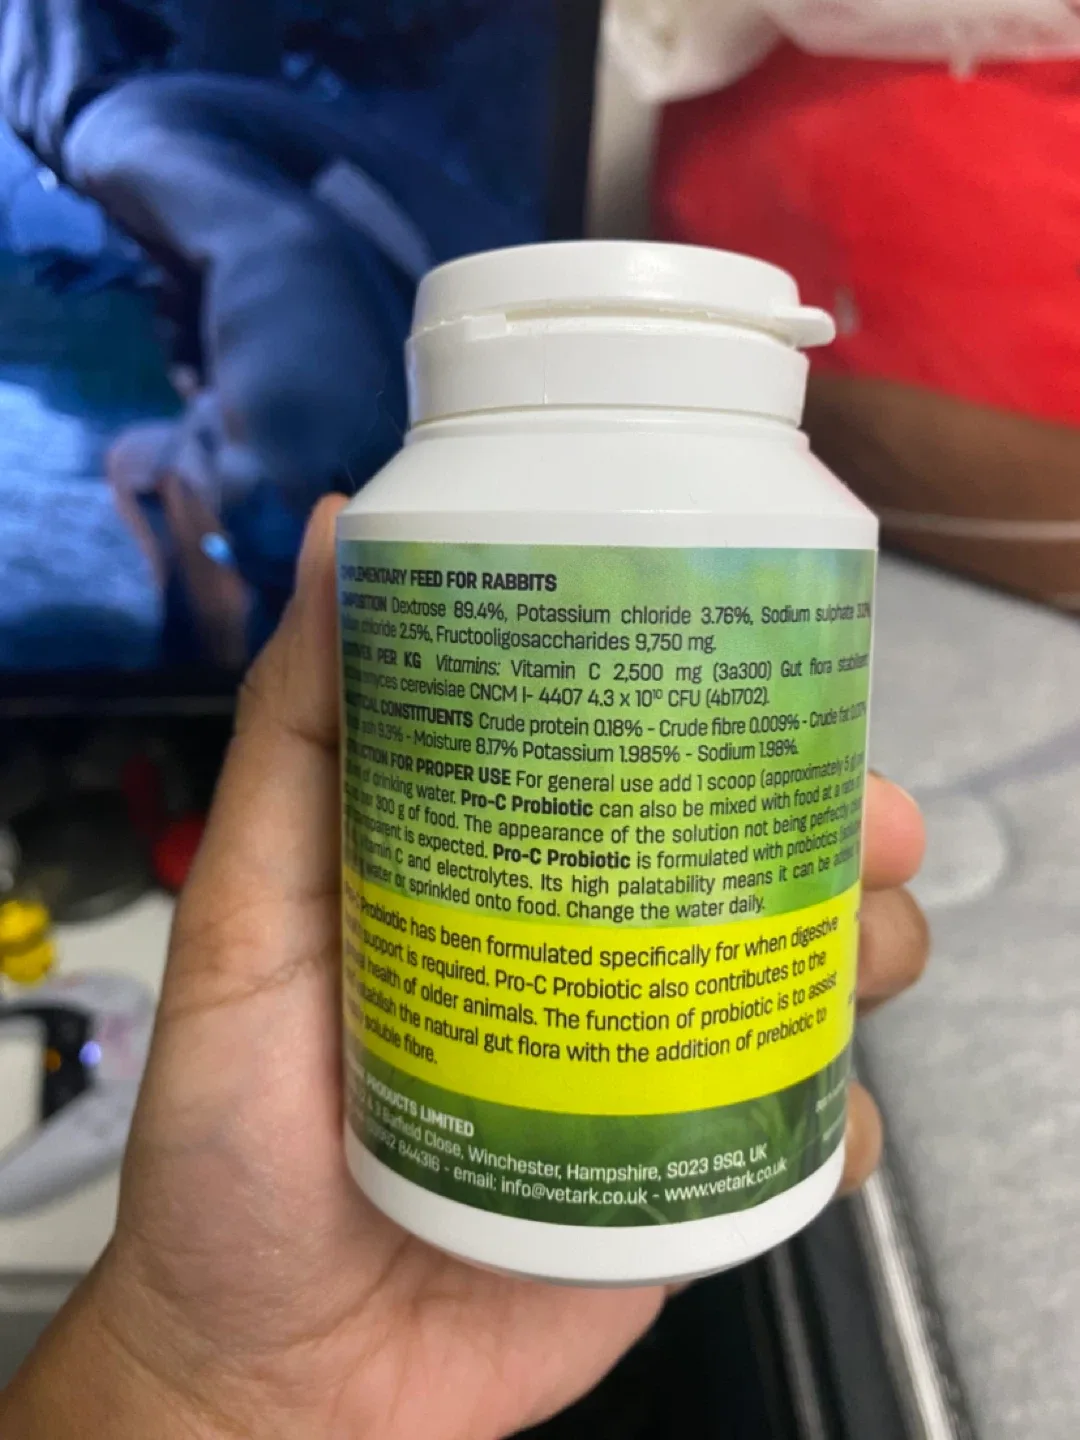 FEED FOR RABBITS
Dextrose 89.4%, Potassium chloride 3.76%, Sodium sulphate
chloride 2.5%, Fructooligosaccharides 9,750 mg.
PER KG Vitamins: Vitamin C 2,500 mg (3a300) Gut flora
cerevisiae CNCM I- 4407 4.3 x 10¹⁰ CFU (4b1702).
CONSTITUENTS Crude protein 0.18% - Crude fibre 0.009% - Crude fat
ash 9.3% - Moisture 8.17% Potassium 1.985% - Sodium 1.98%.
FOR PROPER USE For general use add 1 scoop (approximately 5 g)
of drinking water. Pro-C Probiotic can also be mixed with food at a
per 300 g of food. The appearance of the solution not being perfectly
is expected. Pro-C Probiotic is formulated with probiotics
vitamin C and electrolytes. Its high palatability means it can be added
water or sprinkled onto food. Change the water daily.
Probiotic has been formulated specifically for when digestive
support is required. Pro-C Probiotic also contributes to the
health of older animals. The function of probiotic is to assist
establish the natural gut flora with the addition of prebiotic to
soluble fibre.
PRODUCTS LIMITED
Close, Winchester, Hampshire, SO23 9SQ, UK
844316 - email: info@vetark.co.uk - www.vetark.co.uk